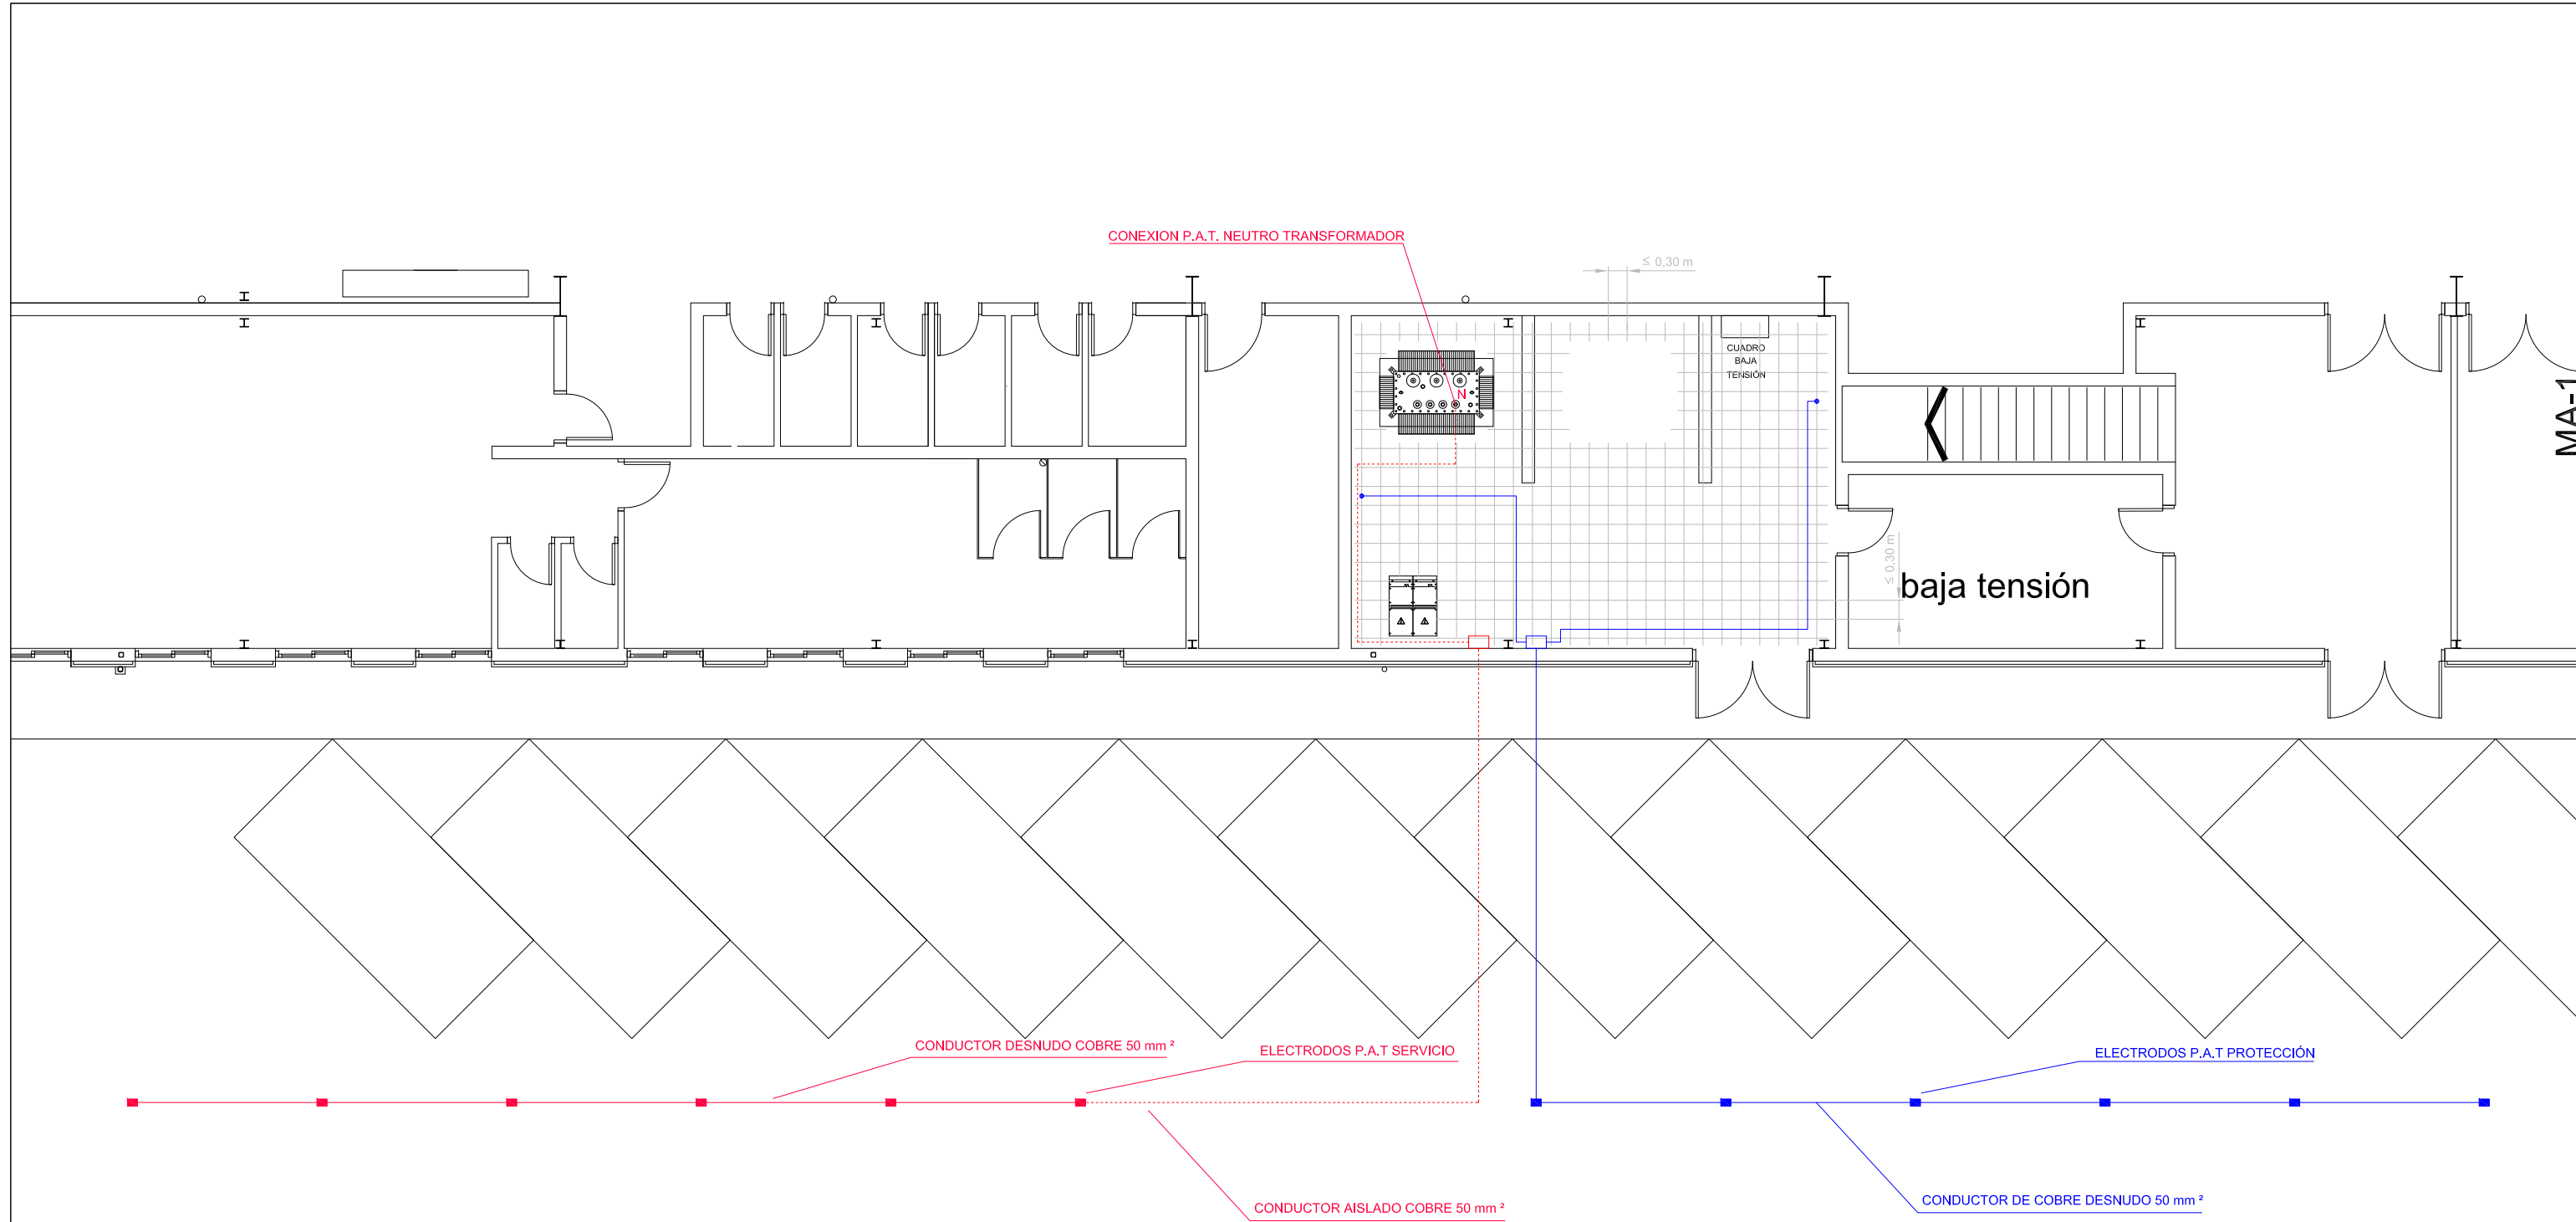 CONEXION P.A.T. NEUTRO TRANSFORMADOR
≤ 0,30 m
CUADRO
BAJA
TENSIÓN
N
MA-1
≤ 0,30 m
baja tensión
CONDUCTOR DESNUDO COBRE 50 mm ²
ELECTRODOS P.A.T SERVICIO
ELECTRODOS P.A.T PROTECCIÓN
CONDUCTOR AISLADO COBRE 50 mm ²
CONDUCTOR DE COBRE DESNUDO 50 mm ²